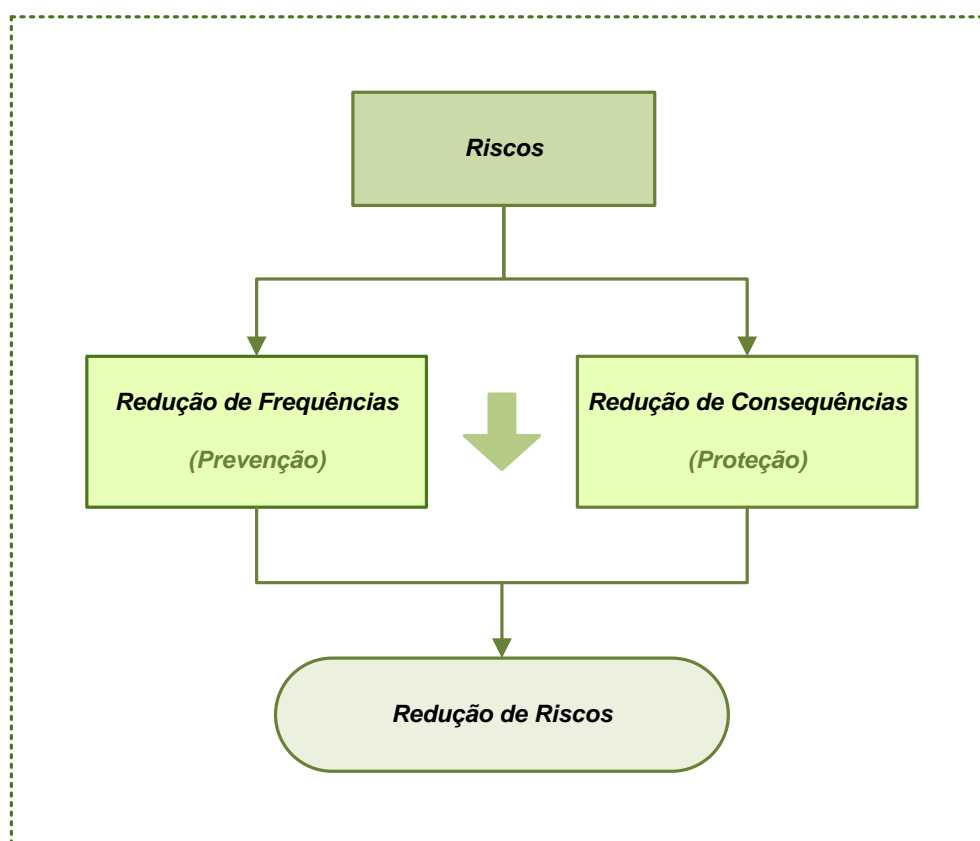 Riscos
Redução de Frequências
(Prevenção)
Redução de Consequências
(Proteção)
Redução de Riscos